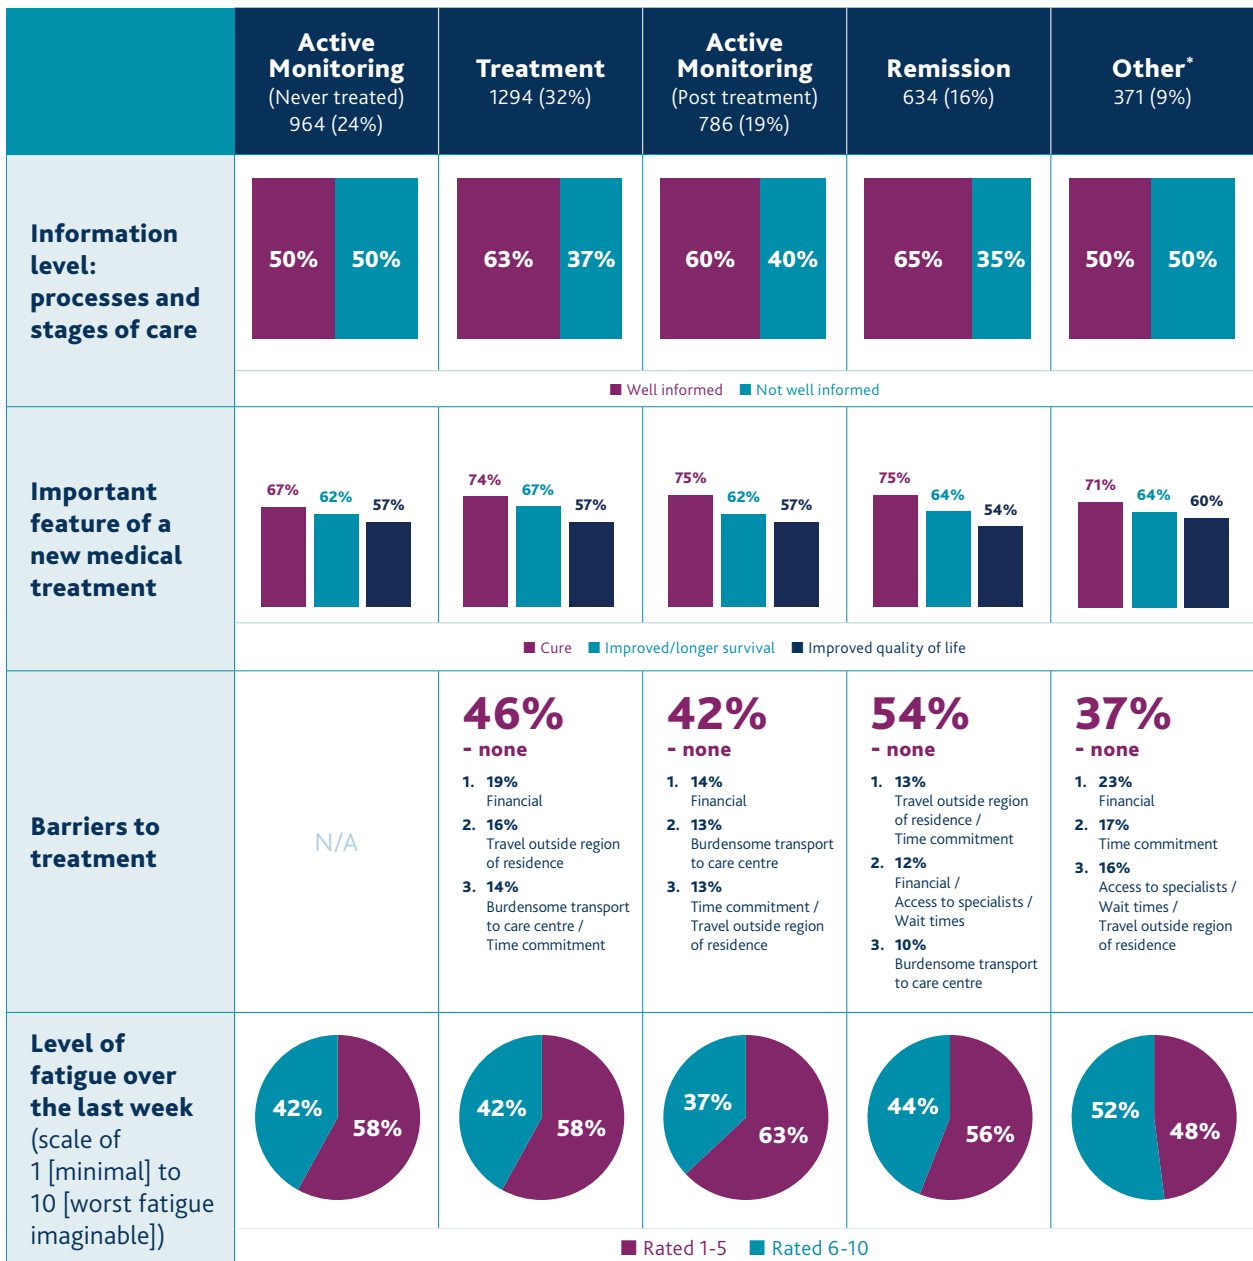 Active
Monitoring
(Never treated)
964 (24%)
Treatment
1294 (32%)
Active
Monitoring
(Post treatment)
786 (19%)
Remission
634 (16%)
Other*
371 (9%)
Information
level:
processes and
stages of care
50% 50%
63% 37%
60% 40%
65% 35%
50% 50%
Well informed Not well informed
Important
feature of a
new medical
treatment
67% 62% 57%
74% 67% 57%
75% 62% 57%
75% 64% 54%
71% 64% 60%
Cure Improved/longer survival Improved quality of life
Barriers to
treatment
N/A
46%
- none
1. 19%
Financial
2. 16%
Travel outside region
of residence
3. 14%
Burdensome transport
to care centre /
Time commitment
42%
- none
1. 14%
Financial
2. 13%
Burdensome transport
to care centre
3. 13%
Time commitment /
Travel outside region
of residence
54%
- none
1. 13%
Travel outside region
of residence /
Time commitment
2. 12%
Financial /
Access to specialists /
Wait times
3. 10%
Burdensome transport
to care centre
37%
- none
1. 23%
Financial
2. 17%
Time commitment
3. 16%
Access to specialists /
Wait times /
Travel outside region
of residence
Level of
fatigue over
the last week
(scale of
1 [minimal] to
10 [worst fatigue
imaginable])
42% 58%
42% 58%
37% 63%
44% 56%
52% 48%
Rated 1-5 Rated 6-10